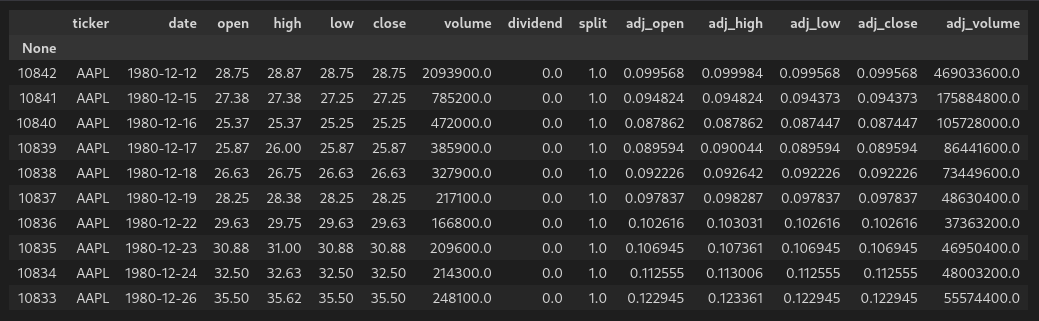 ticker date open high low close volume dividend split adj_open adj_high adj_low adj_close adj_volume
None
10842 AAPL 1980-12-12 28.75 28.87 28.75 28.75 2093900.0 0.0 1.0 0.099568 0.099984 0.099568 0.099568 469033600.0
10841 AAPL 1980-12-15 27.38 27.38 27.25 27.25 785200.0 0.0 1.0 0.094824 0.094824 0.094373 0.094373 175884800.0
10840 AAPL 1980-12-16 25.37 25.37 25.25 25.25 472000.0 0.0 1.0 0.087862 0.087862 0.087447 0.087447 105728000.0
10839 AAPL 1980-12-17 25.87 26.00 25.87 25.87 385900.0 0.0 1.0 0.089594 0.090044 0.089594 0.089594 86441600.0
10838 AAPL 1980-12-18 26.63 26.75 26.63 26.63 327900.0 0.0 1.0 0.092226 0.092642 0.092226 0.092226 73449600.0
10837 AAPL 1980-12-19 28.25 28.38 28.25 28.25 217100.0 0.0 1.0 0.097837 0.098287 0.097837 0.097837 48630400.0
10836 AAPL 1980-12-22 29.63 29.75 29.63 29.63 166800.0 0.0 1.0 0.102616 0.103031 0.102616 0.102616 37363200.0
10835 AAPL 1980-12-23 30.88 31.00 30.88 30.88 209600.0 0.0 1.0 0.106945 0.107361 0.106945 0.106945 46950400.0
10834 AAPL 1980-12-24 32.50 32.63 32.50 32.50 214300.0 0.0 1.0 0.112555 0.113006 0.112555 0.112555 48003200.0
10833 AAPL 1980-12-26 35.50 35.62 35.50 35.50 248100.0 0.0 1.0 0.122945 0.123361 0.122945 0.122945 55574400.0